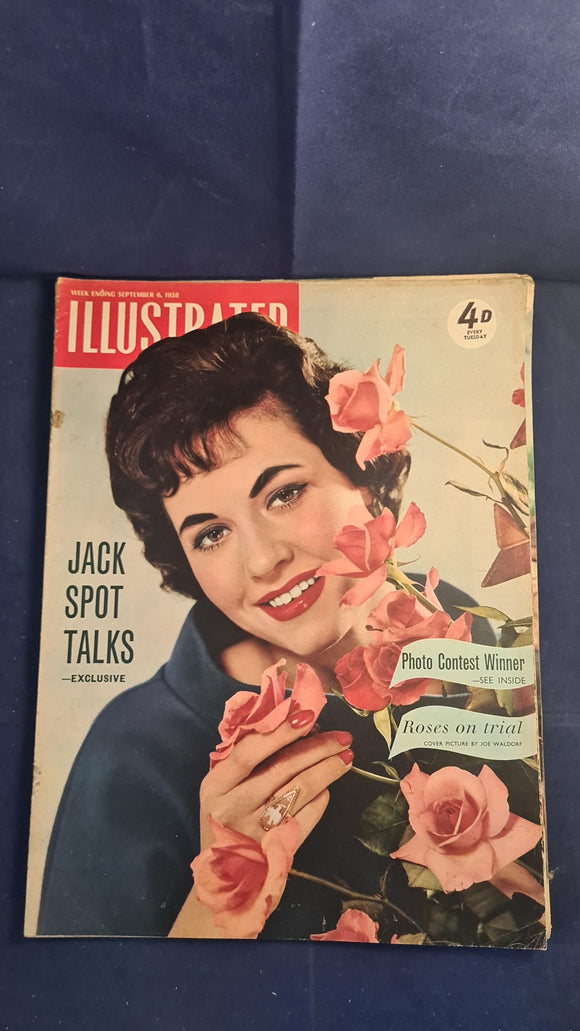 WEEK ENDING SEPTEMBER 6, 1958
ILLUSTRATED
4D
EVERY
TUESDAY
JACK
SPOT
TALKS
—EXCLUSIVE
Photo Contest Winner
—SEE INSIDE
Roses on trial
COVER PICTURE BY JOE WALDORF